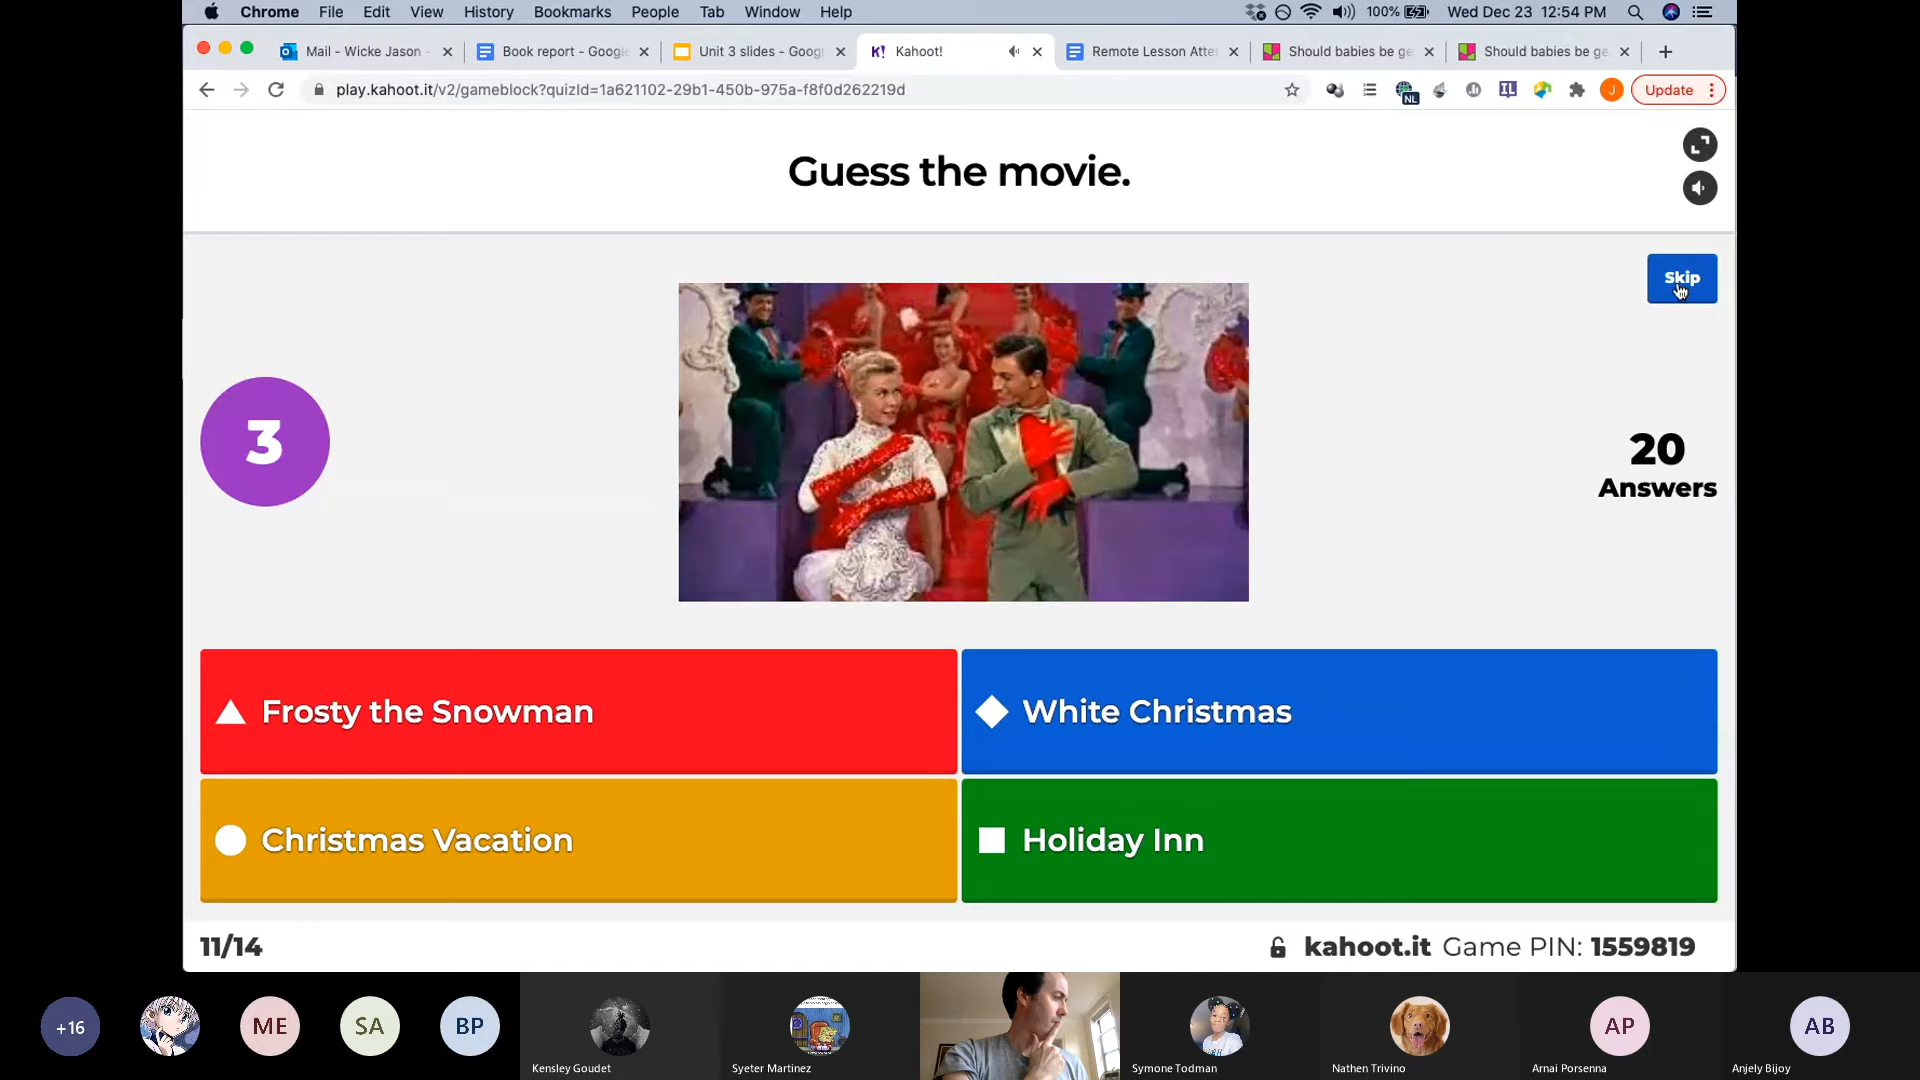 Chrome File Edit View History Bookmarks People Tab Window Help 100% Wed Dec 23 12:54 PM
Mail - Wicke Jason - Book report - Google Unit 3 slides - Goog Kahoot! Remote Lesson Atte Should babies be ge Should babies be ge
play.kahoot.it/v2/gameblock?quizId=1a621102-29b1-450b-975a-f8f0d262219d NL IL J Update
Guess the movie.
Skip
3
20
Answers
Frosty the Snowman
White Christmas
Christmas Vacation
Holiday Inn
11/14
kahoot.it Game PIN: 1559819
+16 ME SA BP AP AB
Kensley Goudet Syeter Martinez Symone Todman Nathen Trivino Arnai Porsenna Anjely Bijoy